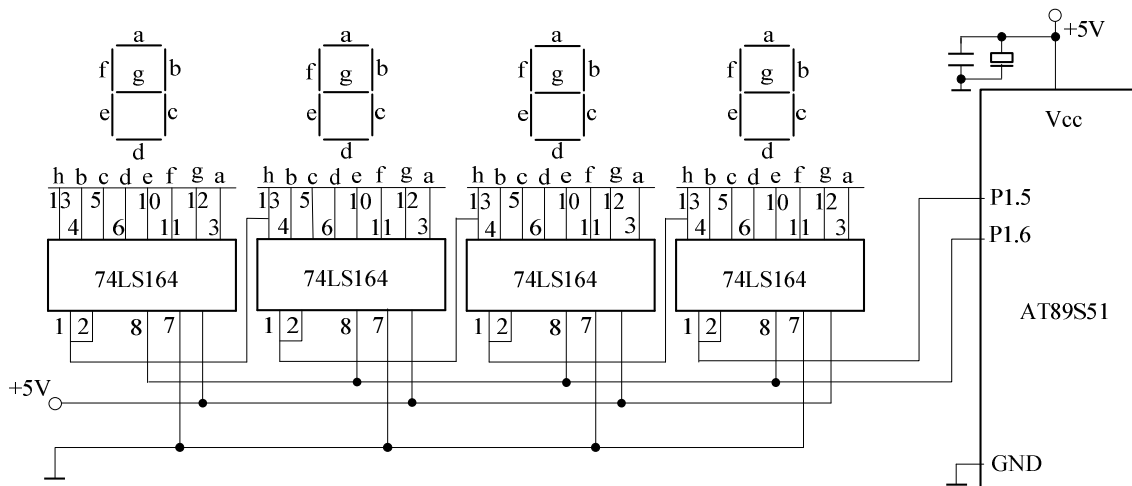 +5V
a a a a
f g b f g b f g b f g b
Vcc
e c e c e c e c
d d d d
h b c d e f g a h b c d e f g a h b c d e f g a h b c d e f g a
13 5 10 12 13 5 10 12 13 5 10 12 13 5 10 12
P1.5
4 6 11 3 4 6 11 3 4 6 11 3 4 6 11 3
P1.6
74LS164 74LS164 74LS164 74LS164
AT89S51
1 2 8 7 1 2 8 7 1 2 8 7 1 2 8 7
+5V
GND